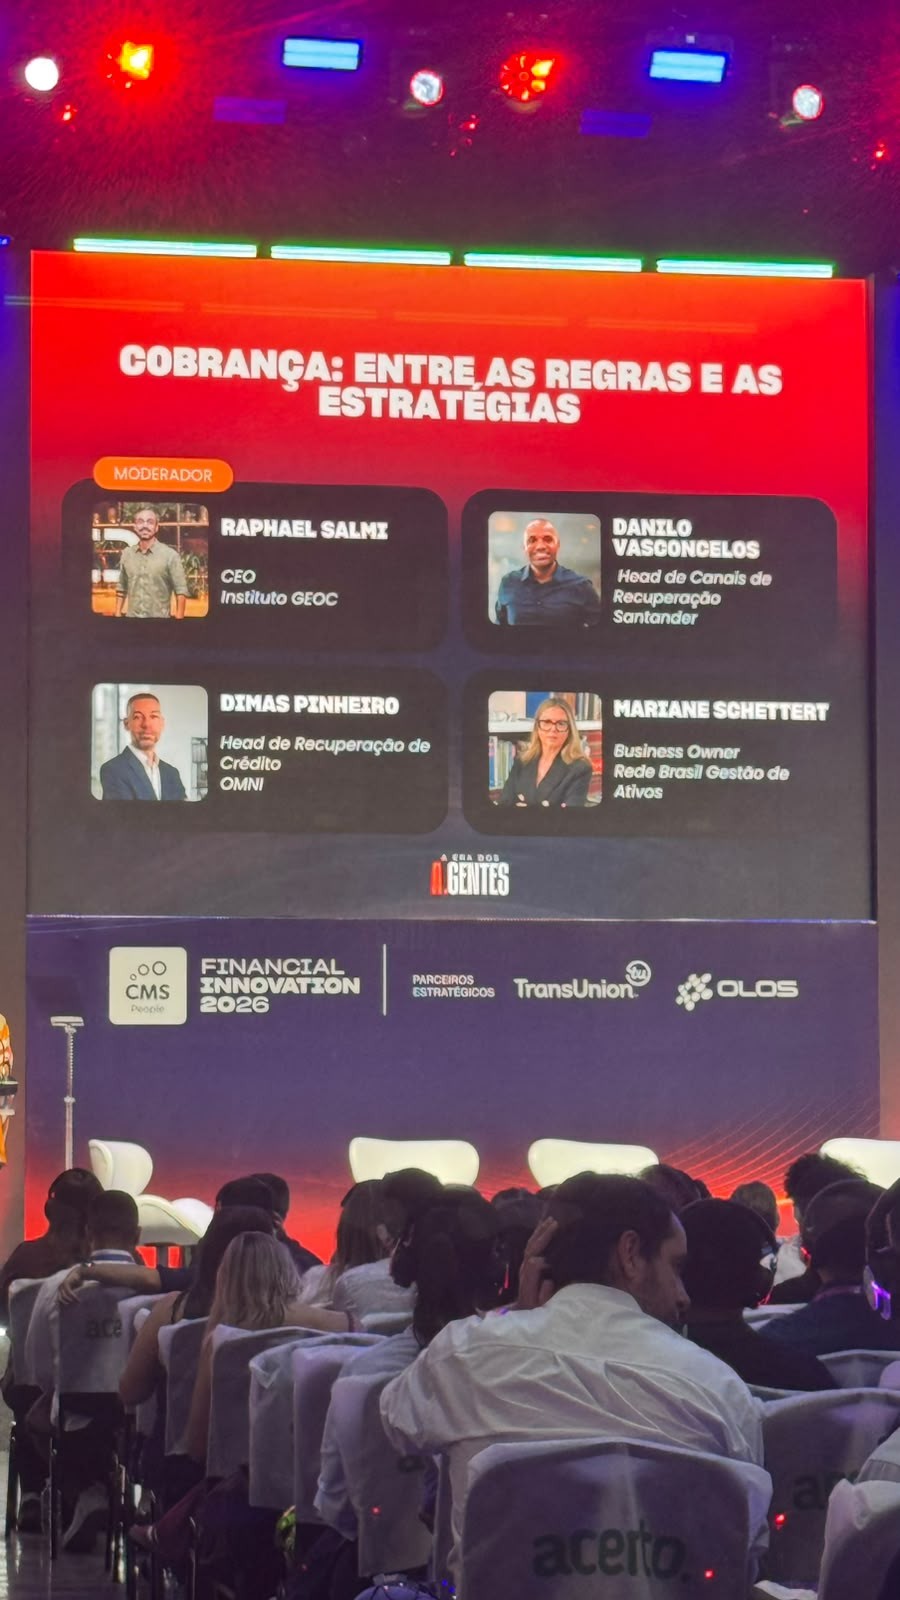 COBRANÇA: ENTRE AS REGRAS E AS
ESTRATÉGIAS
MODERADOR
RAPHAEL SALMI
CEO
Instituto GEOC
DANILO
VASCONCELOS
Head de Canais de
Recuperação
Santander
DIMAS PINHEIRO
Head de Recuperação de
Crédito
OMNI
MARIANE SCHETTERT
Business Owner
Rede Brasil Gestão de
Ativos
A ERA DOS
A.GENTES
CMS
People
FINANCIAL
INNOVATION
2026
PARCEIROS
ESTRATÉGICOS
TransUnion
tu
OLOS
acerto.